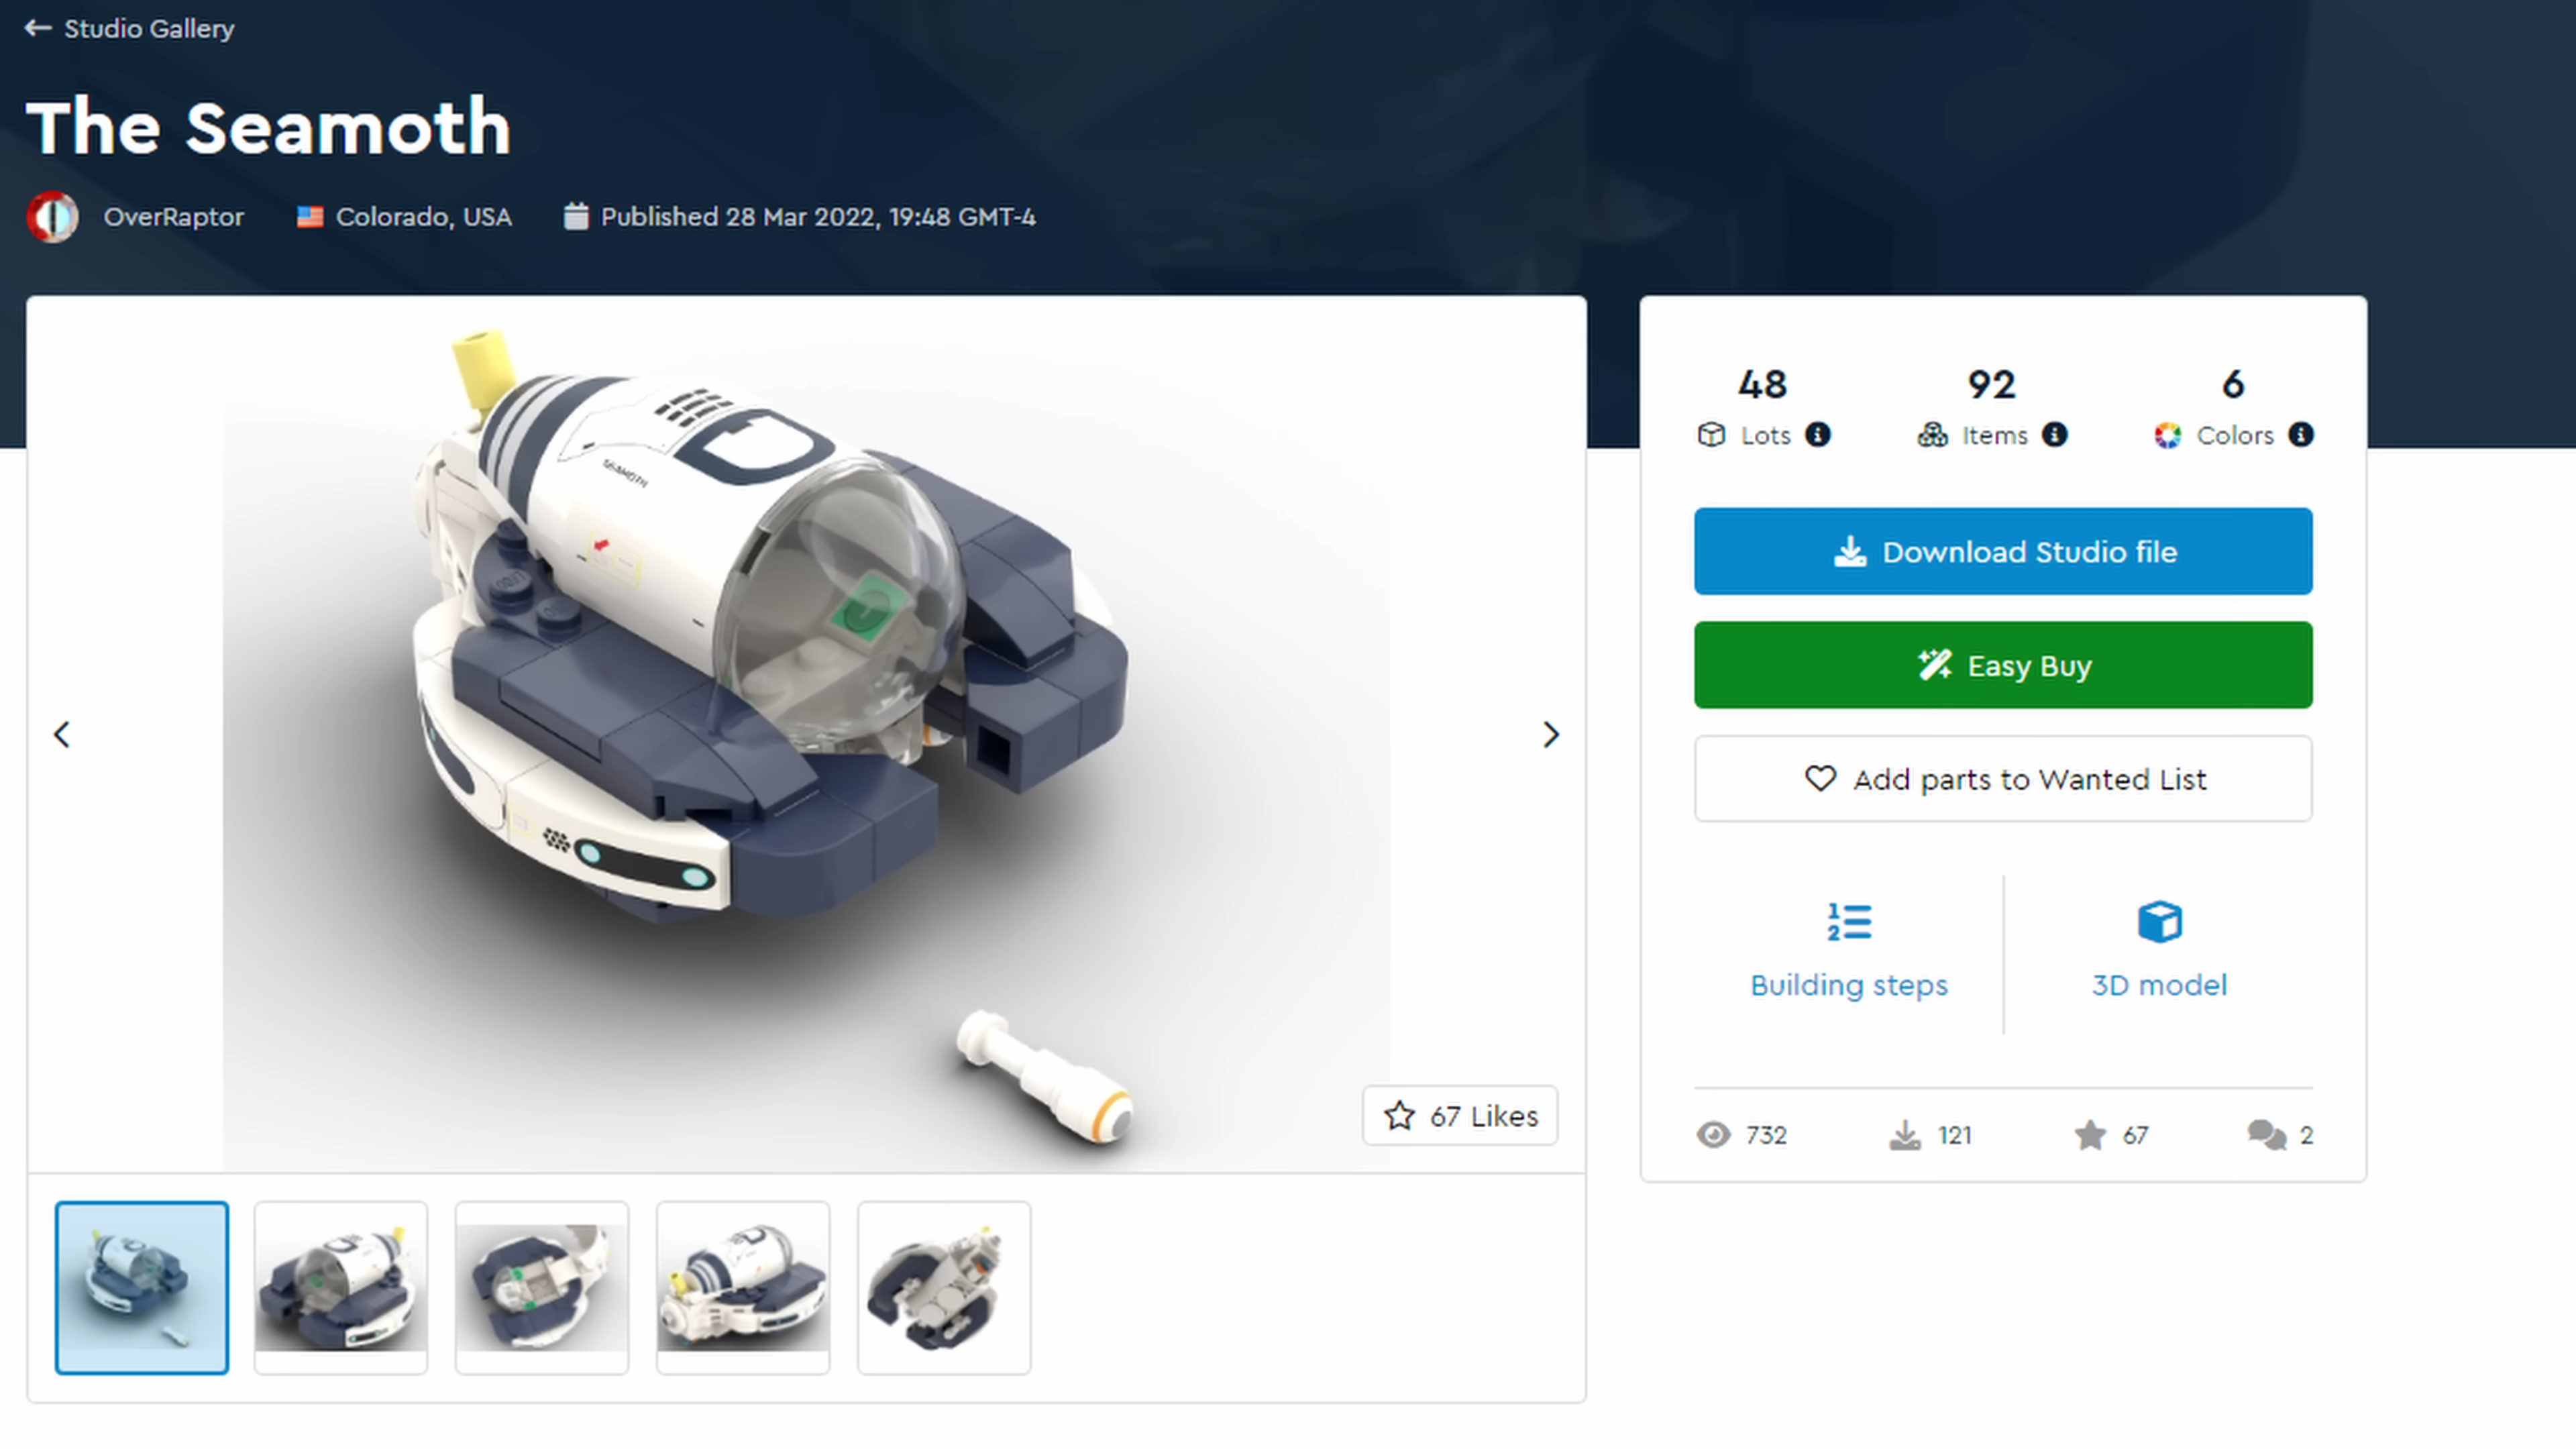 Studio Gallery
The Seamoth
OverRaptor Colorado, USA Published 28 Mar 2022, 19:48 GMT-4
SEAMOTH
67 Likes
48 92 6
Lots Items Colors
Download Studio file
Easy Buy
Add parts to Wanted List
Building steps 3D model
732 121 67 2